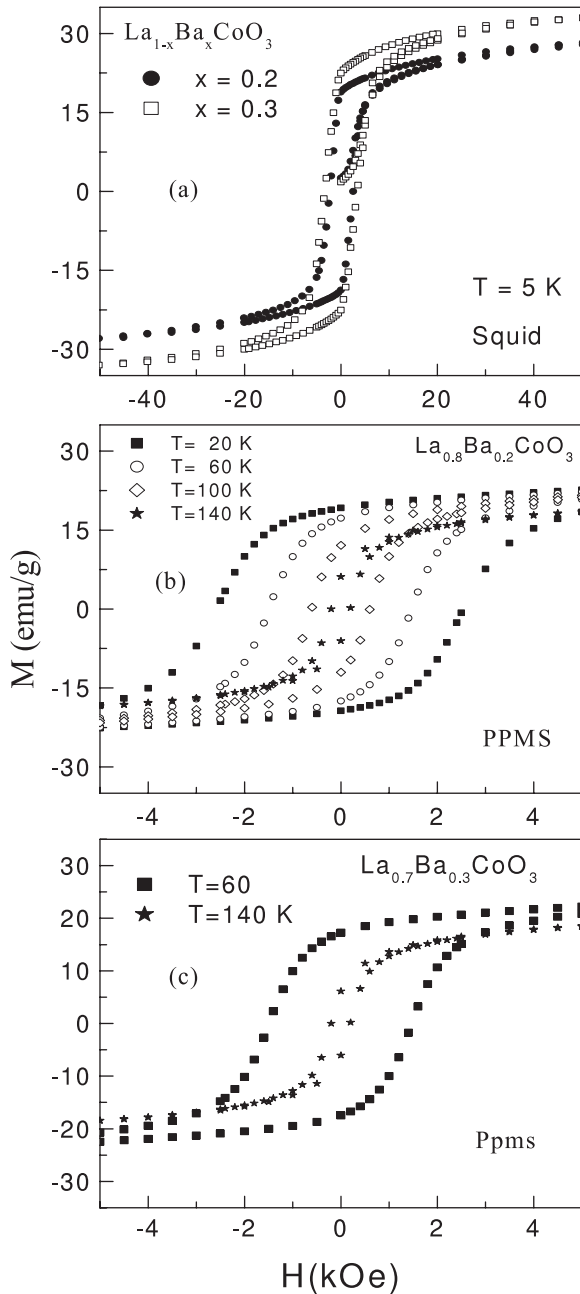 La1-xBaxCoO3
x = 0.2
x = 0.3
(a)
T = 5 K
Squid
30
15
0
-15
-30
-40 -20 0 20 40
T= 20 K
T= 60 K
T=100 K
T=140 K
La0.8Ba0.2CoO3
(b)
PPMS
30
15
0
-15
-30
-4 -2 0 2 4
M (emu/g)
T=60
T=140 K
La0.7Ba0.3CoO3
(c)
Ppms
30
20
10
0
-10
-20
-30
-4 -2 0 2 4
H(kOe)